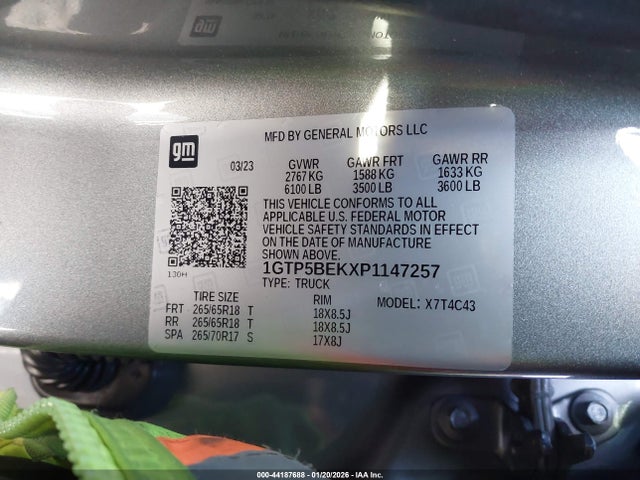 gm
MFD BY GENERAL MOTORS LLC
03/23 GVWR GAWR FRT GAWR RR
2767 KG 1588 KG 1633 KG
6100 LB 3500 LB 3600 LB
THIS VEHICLE CONFORMS TO ALL
APPLICABLE U.S. FEDERAL MOTOR
VEHICLE SAFETY STANDARDS IN EFFECT
ON THE DATE OF MANUFACTURE
SHOWN ABOVE.
130H
1GTP5BEKXP1147257
TYPE: TRUCK
TIRE SIZE RIM MODEL: X7T4C43
FRT 265/65R18 T 18X8.5J
RR 265/65R18 T 18X8.5J
SPA 265/70R17 S 17X8J
000-44187688 - 01/20/2026 - IAA Inc.